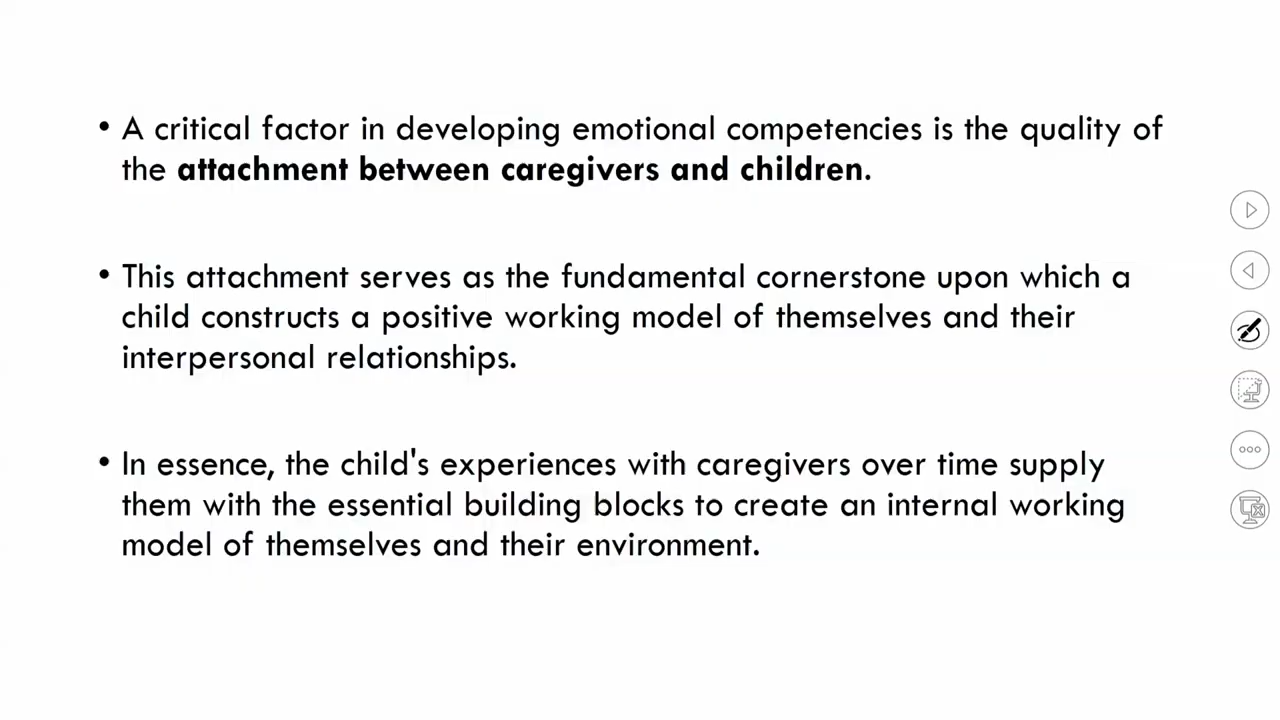 • A critical factor in developing emotional competencies is the quality of
the attachment between caregivers and children.
• This attachment serves as the fundamental cornerstone upon which a
child constructs a positive working model of themselves and their
interpersonal relationships.
• In essence, the child's experiences with caregivers over time supply
them with the essential building blocks to create an internal working
model of themselves and their environment.